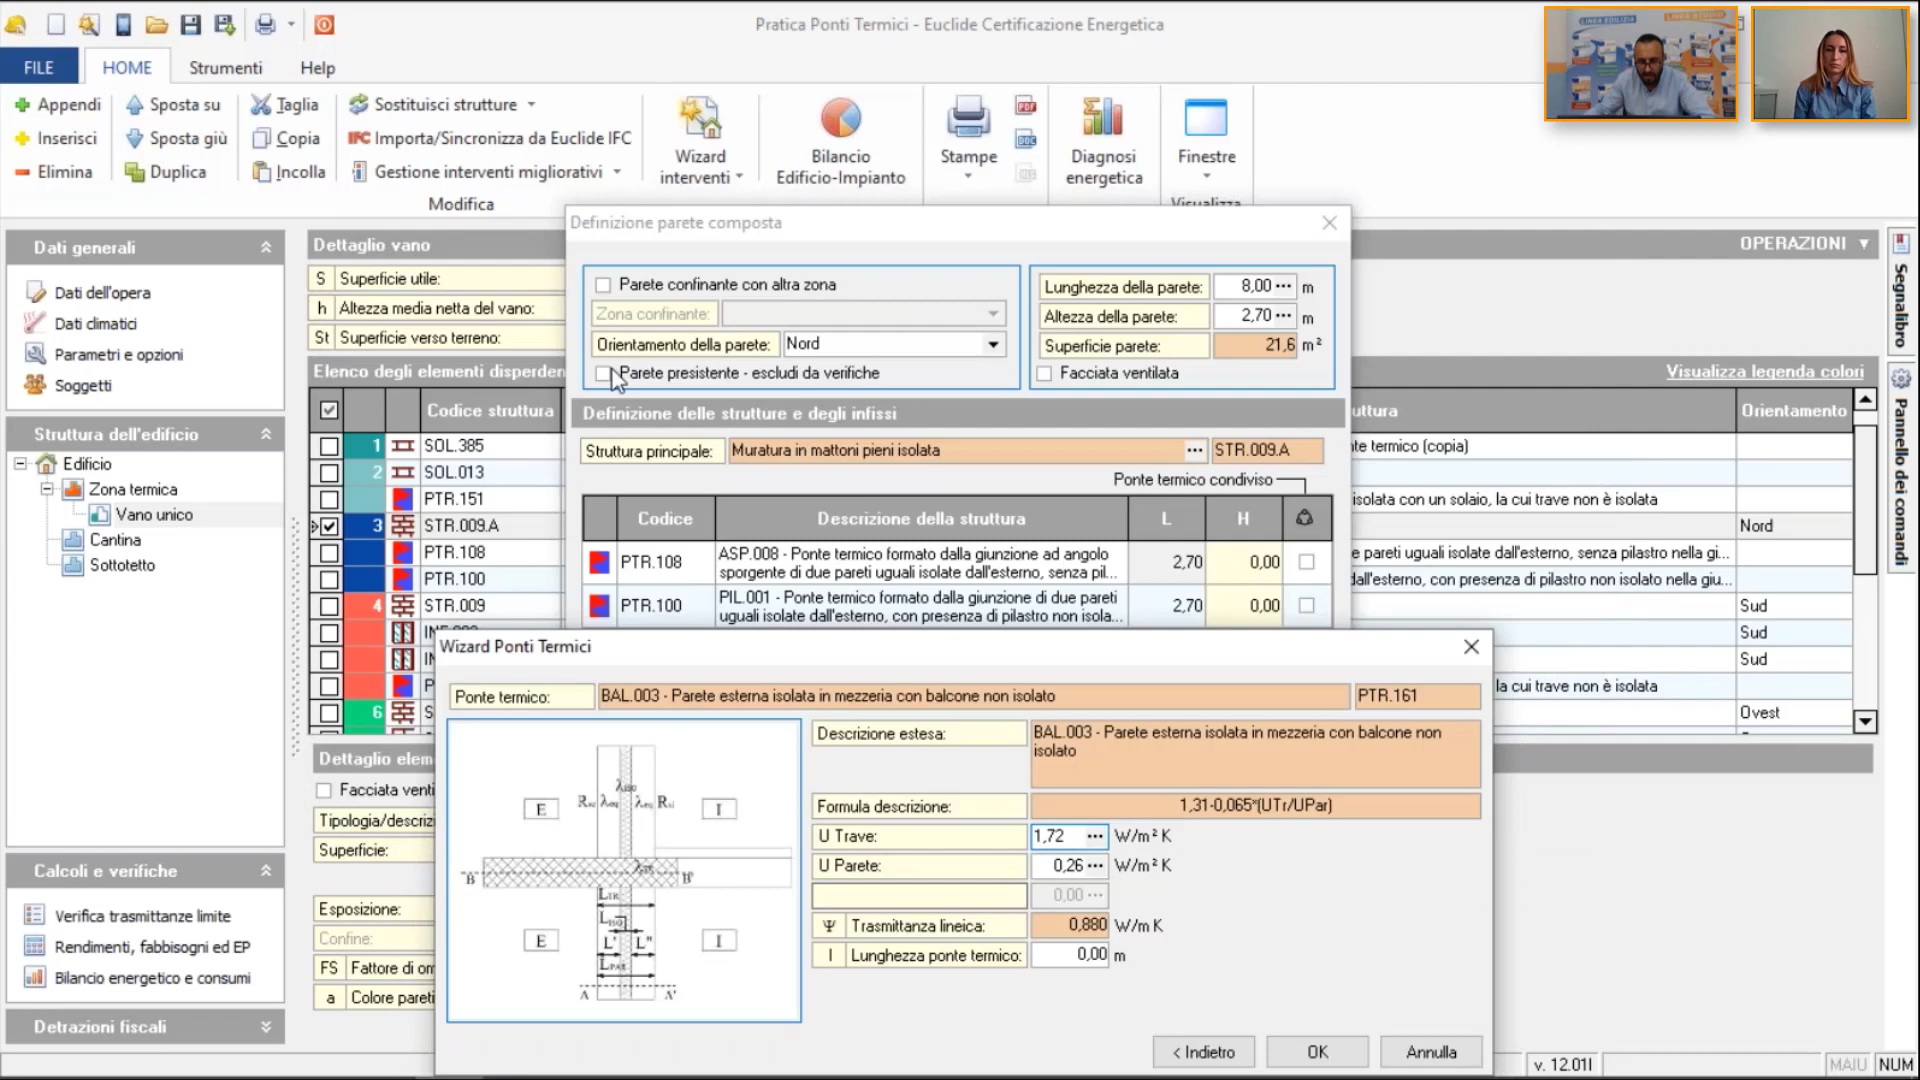 Pratica Ponti Termici - Euclide Certificazione Energetica
FILE
HOME
Strumenti
Help
Appendi
Inserisci
Elimina
Sposta su
Sposta giù
Duplica
Taglia
Copia
Incolla
Sostituisci strutture
IFC Importa/Sincronizza da Euclide IFC
Gestione interventi migliorativi
Modifica
Wizard
interventi
Bilancio
Edificio-Impianto
Stampe
PDF
DOC
Diagnosi
energetica
Finestre
Visualizza
LINEA EDILIZIA
Dati generali
Dati dell'opera
Dati climatici
Parametri e opzioni
Soggetti
Struttura dell'edificio
Edificio
Zona termica
Vano unico
Cantina
Sottotetto
Calcoli e verifiche
Verifica trasmittanze limite
Rendimenti, fabbisogni ed EP
Bilancio energetico e consumi
Detrazioni fiscali
Dettaglio vano
OPERAZIONI
S Superficie utile:
h Altezza media netta del vano:
St Superficie verso terreno:
Elenco degli elementi disperden
Visualizza legenda colori
Codice struttura
uttura
Orientamento
1 SOL.385
nte termico (copia)
2 SOL.013
PTR.151
isolata con un solaio, la cui trave non è isolata
3 STR.009.A
Nord
PTR.108
e pareti uguali isolate dall'esterno, senza pilastro nella gi...
PTR.100
dall'esterno, con presenza di pilastro non isolato nella giu...
4 STR.009
Sud
Sud
Sud
P
la cui trave non è isolata
6 S
Ovest
Dettaglio elem
Facciata venti
Tipologia/descriz
Superficie:
Esposizione:
Confine:
FS Fattore di om
a Colore pareti
Definizione parete composta
Parete confinante con altra zona
Zona confinante:
Orientamento della parete: Nord
Parete presistente - escludi da verifiche
Lunghezza della parete: 8,00 ... m
Altezza della parete: 2,70 ... m
Superficie parete: 21,6 m²
Facciata ventilata
Definizione delle strutture e degli infissi
Struttura principale: Muratura in mattoni pieni isolata ... STR.009.A
Ponte termico condiviso
Codice Descrizione della struttura L H
PTR.108 ASP.008 - Ponte termico formato dalla giunzione ad angolo
sporgente di due pareti uguali isolate dall'esterno, senza pil... 2,70 0,00
PTR.100 PIL.001 - Ponte termico formato dalla giunzione di due pareti
uguali isolate dall'esterno, con presenza di pilastro non isola... 2,70 0,00
Wizard Ponti Termici
Ponte termico: BAL.003 - Parete esterna isolata in mezzeria con balcone non isolato PTR.161
Descrizione estesa: BAL.003 - Parete esterna isolata in mezzeria con balcone non
isolato
Formula descrizione: 1,31-0,065*(UTr/UPar)
U Trave: 1,72 ... W/m² K
U Parete: 0,26 ... W/m² K
0,00 ...
Ψ Trasmittanza lineica: 0,880 W/m K
l Lunghezza ponte termico: 0,00 m
E
I
B
B'
E
I
L' L''
A A'
< Indietro
OK
Annulla
Segnalibro
Pannello dei comandi
v. 12.01l
MAIU
NUM